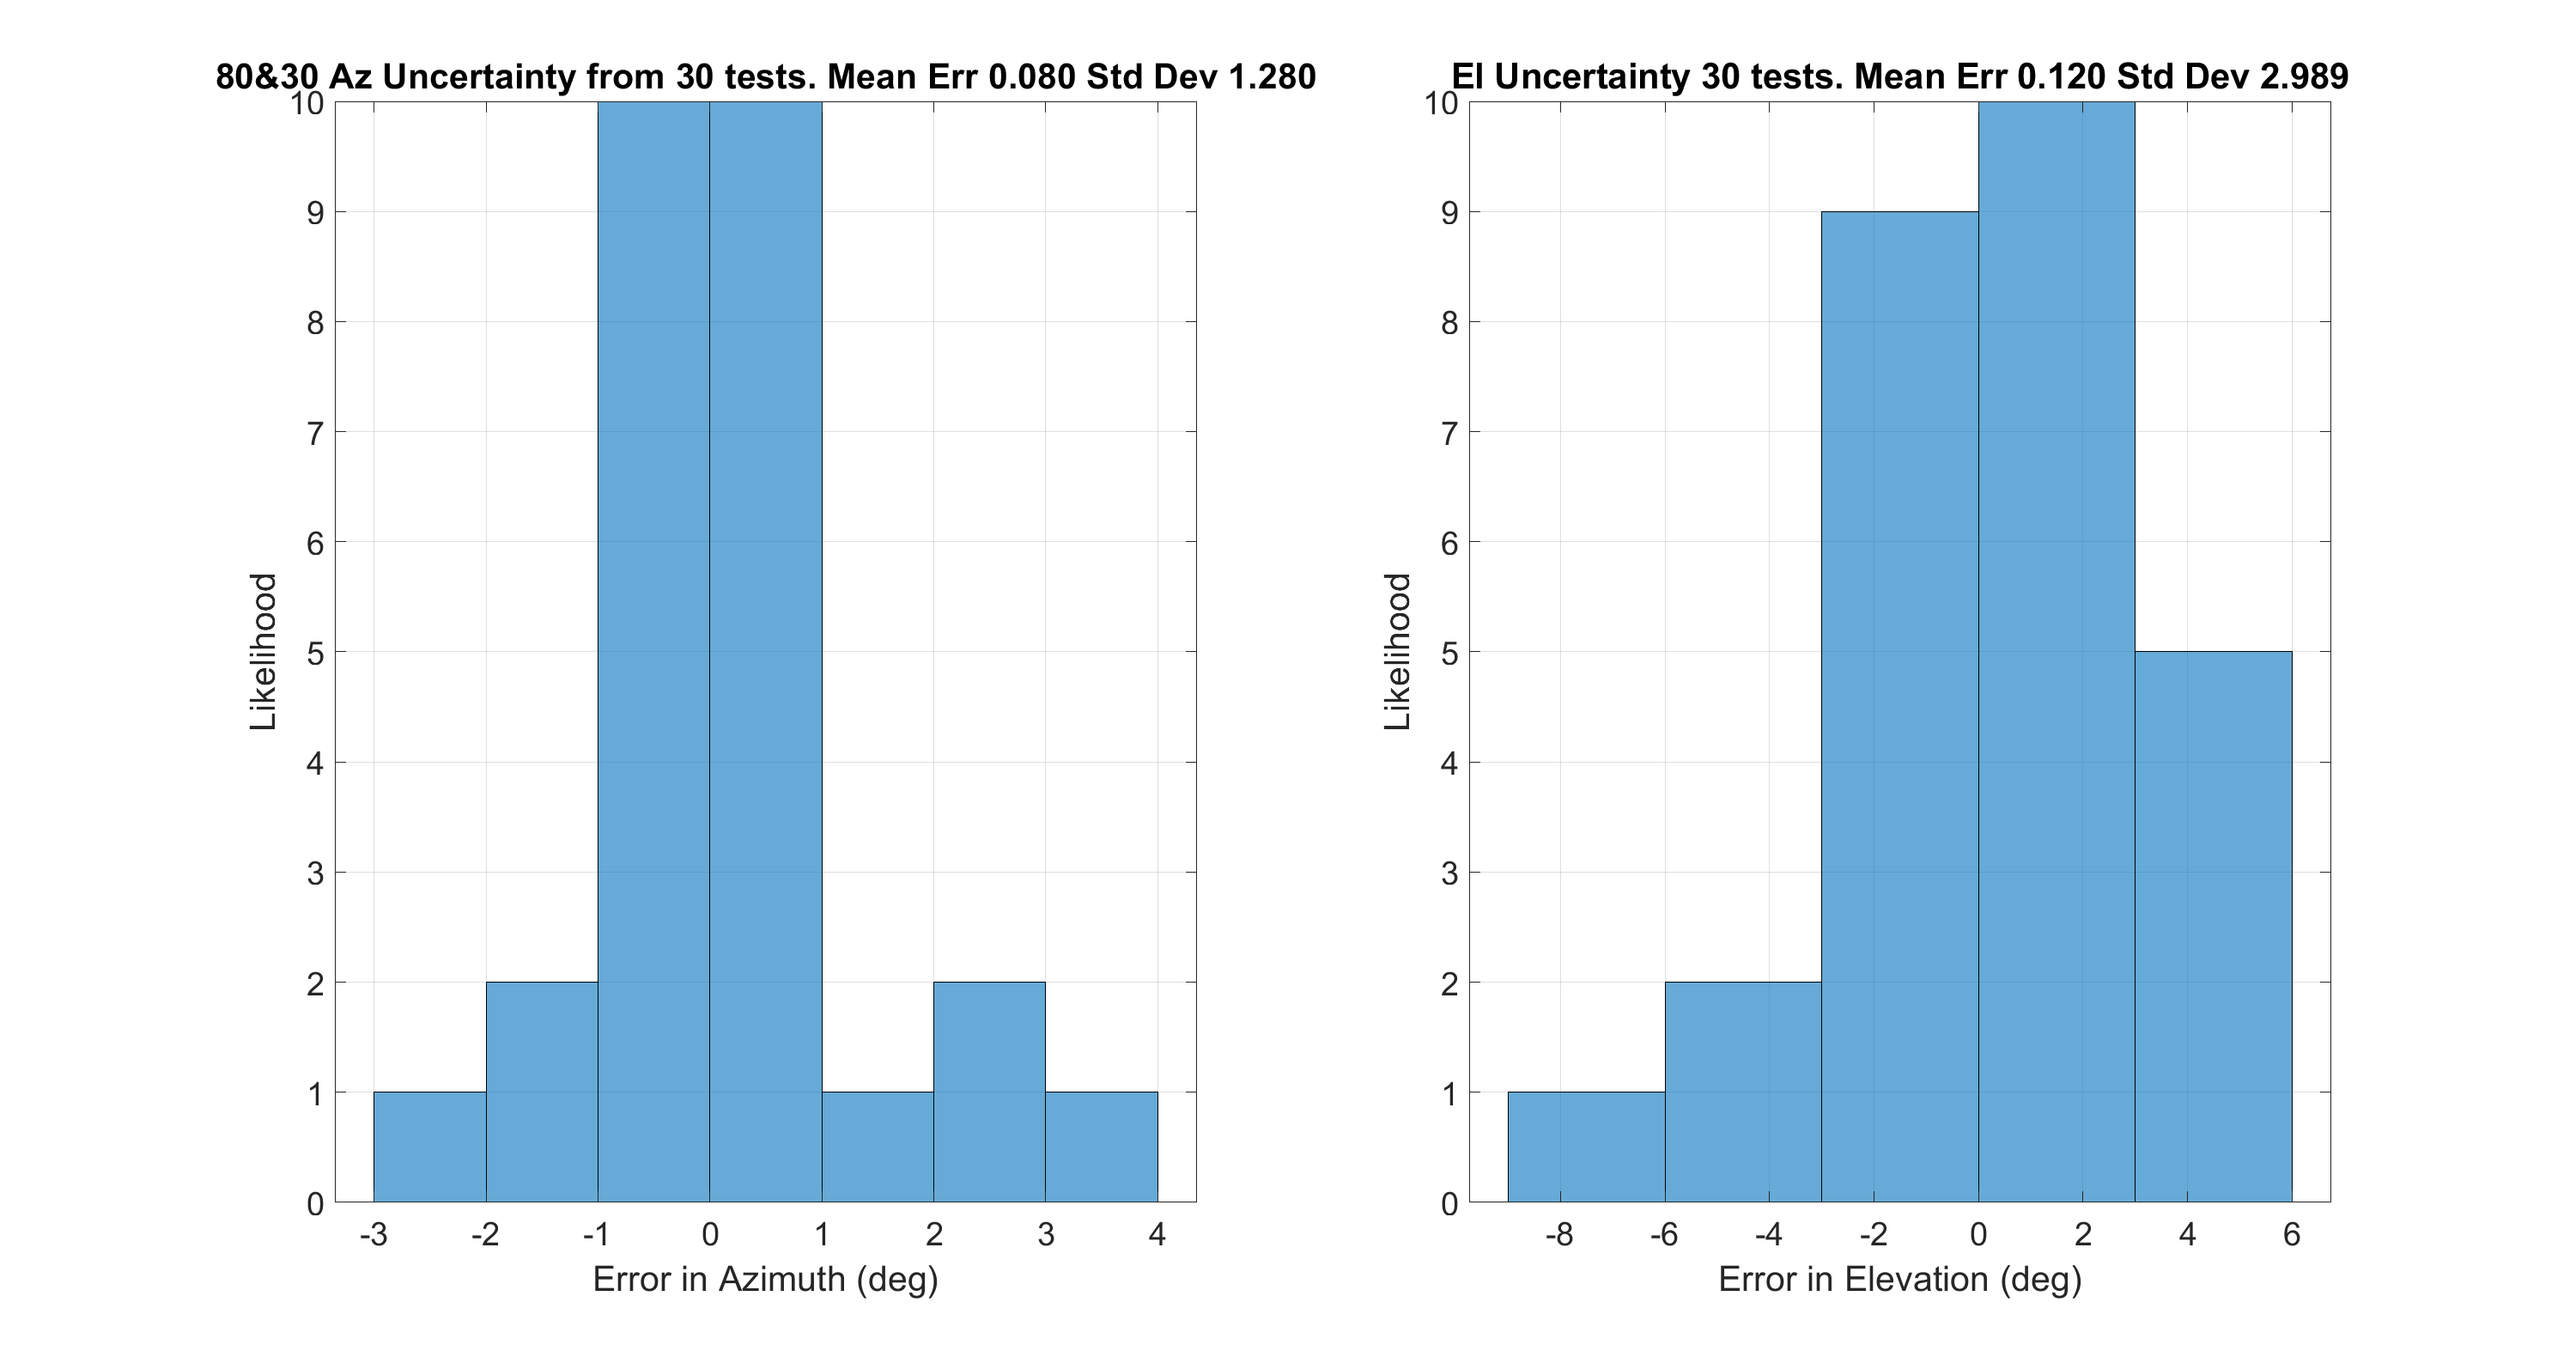 80&30 Az Uncertainty from 30 tests. Mean Err 0.080 Std Dev 1.280
10
9
8
7
6
5
4
3
2
1
0
Likelihood
-3 -2 -1 0 1 2 3 4
Error in Azimuth (deg)
El Uncertainty 30 tests. Mean Err 0.120 Std Dev 2.989
10
9
8
7
6
5
4
3
2
1
0
Likelihood
-8 -6 -4 -2 0 2 4 6
Error in Elevation (deg)